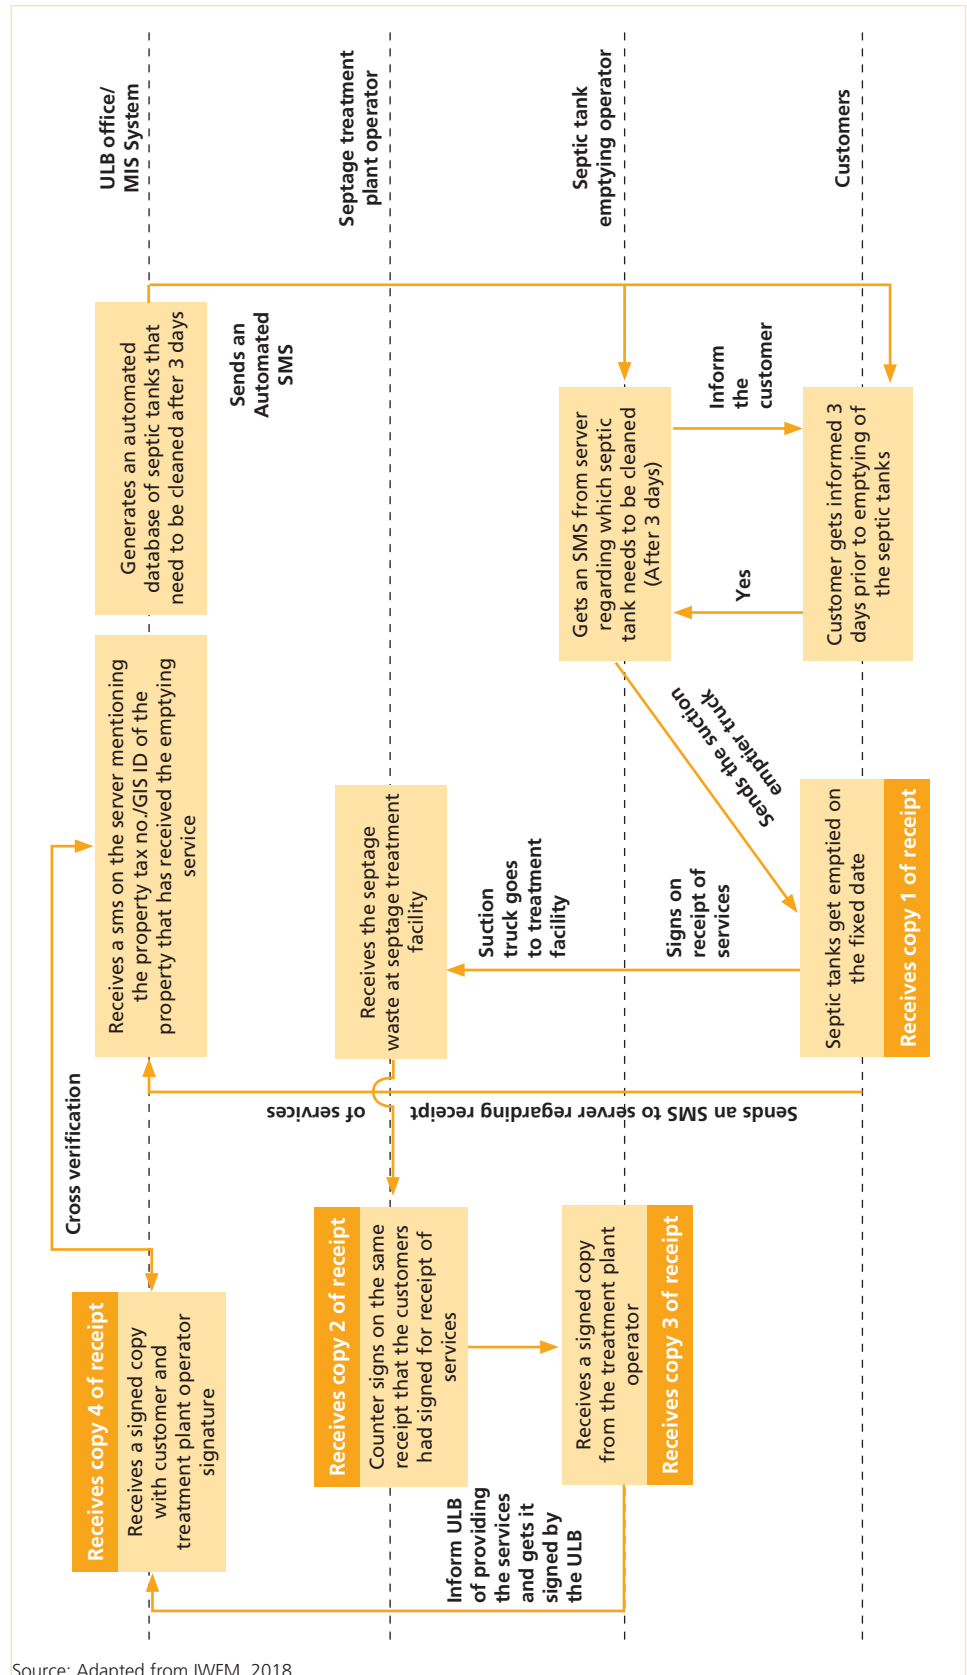 ULB office/
MIS System
Septage treatment
plant operator
Septic tank
emptying operator
Customers
Generates an automated
database of septic tanks that
need to be cleaned after 3 days
Sends an
Automated
SMS
Gets an SMS from server
regarding which septic
tank needs to be cleaned
(After 3 days)
Inform
the
customer
Yes
Customer gets informed 3
days prior to emptying of
the septic tanks
Sends the suction
emptier truck
Septic tanks get emptied on
the fixed date
Receives copy 1 of receipt
Signs on
receipt of
services
Suction
truck goes
to treatment
facility
Receives the septage
waste at septage treatment
facility
Receives a sms on the server mentioning
the property tax no./GIS ID of the
property that has received the emptying
service
Sends an SMS to server regarding receipt
of services
Cross verification
Receives copy 2 of receipt
Counter signs on the same
receipt that the customers
had signed for receipt of
services
Receives a signed copy
from the treatment plant
operator
Receives copy 3 of receipt
Inform ULB
of providing
the services
and gets it
signed by
the ULB
Receives copy 4 of receipt
Receives a signed copy
with customer and
treatment plant operator
signature
Source: Adapted from IWEM, 2018